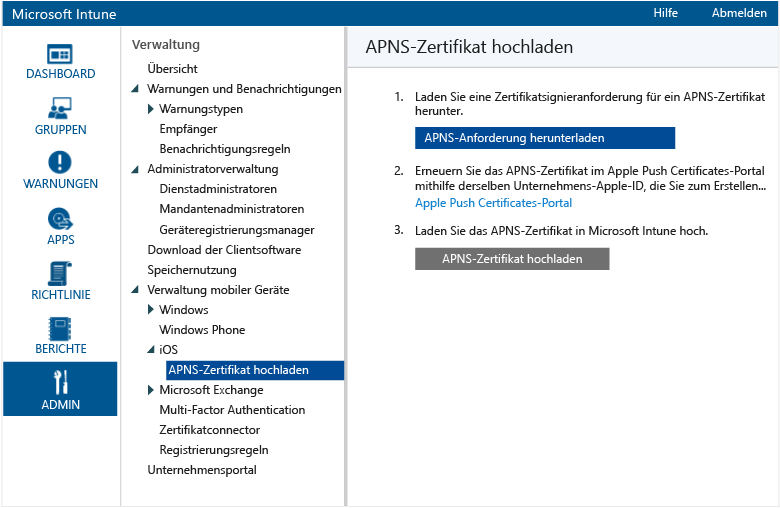 Microsoft Intune
Hilfe
Abmelden
DASHBOARD
GRUPPEN
WARNUNGEN
APPS
RICHTLINIE
BERICHTE
ADMIN
Verwaltung
Übersicht
Warnungen und Benachrichtigungen
Warnungstypen
Empfänger
Benachrichtigungsregeln
Administratorverwaltung
Dienstadministratoren
Mandantenadministratoren
Geräteregistrierungsmanager
Download der Clientsoftware
Speichernutzung
Verwaltung mobiler Geräte
Windows
Windows Phone
iOS
APNS-Zertifikat hochladen
Microsoft Exchange
Multi-Factor Authentication
Zertifikatconnector
Registrierungsregeln
Unternehmensportal
APNS-Zertifikat hochladen
1. Laden Sie eine Zertifikatsignieranforderung für ein APNS-Zertifikat
herunter.
APNS-Anforderung herunterladen
2. Erneuern Sie das APNS-Zertifikat im Apple Push Certificates-Portal
mithilfe derselben Unternehmens-Apple-ID, die Sie zum Erstellen...
Apple Push Certificates-Portal
3. Laden Sie das APNS-Zertifikat in Microsoft Intune hoch.
APNS-Zertifikat hochladen